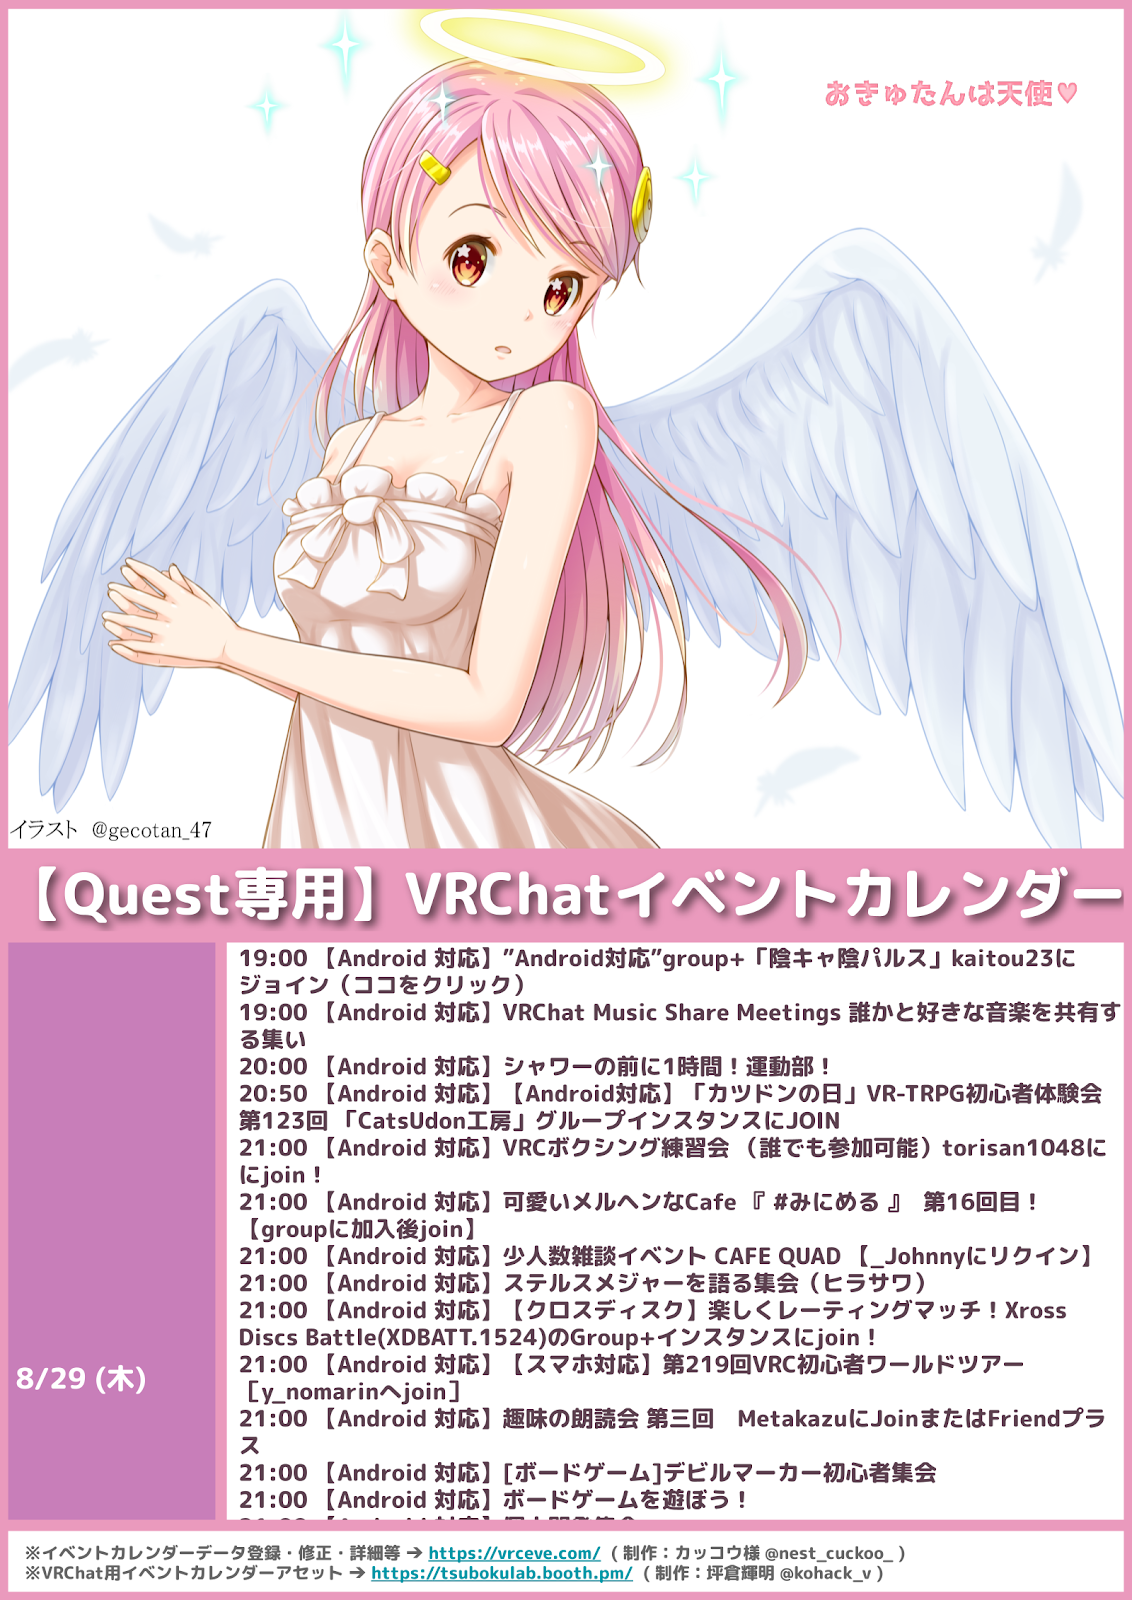 おきゅたんは天使♥
イラスト @gecotan_47
【Quest専用】VRChatイベントカレンダー
8/29 (木)
19:00 【Android 対応】”Android対応”group+「陰キャ陰パルス」kaitou23に
ジョイン（ココをクリック）
19:00 【Android 対応】VRChat Music Share Meetings 誰かと好きな音楽を共有す
る集い
20:00 【Android 対応】シャワーの前に1時間！運動部！
20:50 【Android 対応】【Android対応】「カツドンの日」VR-TRPG初心者体験会
第123回 「CatsUdon工房」グループインスタンスにJOIN
21:00 【Android 対応】VRCボクシング練習会 （誰でも参加可能）torisan1048に
にjoin！
21:00 【Android 対応】可愛いメルヘンなCafe 『 #みにめる 』 第16回目！
【groupに加入後join】
21:00 【Android 対応】少人数雑談イベント CAFE QUAD 【_Johnnyにリクイン】
21:00 【Android 対応】ステルスメジャーを語る集会（ヒラサワ）
21:00 【Android 対応】【クロスディスク】楽しくレーティングマッチ！Xross
Discs Battle(XDBATT.1524)のGroup+インスタンスにjoin！
21:00 【Android 対応】【スマホ対応】第219回VRC初心者ワールドツアー
［y_nomarinへjoin］
21:00 【Android 対応】趣味の朗読会 第三回　MetakazuにJoinまたはFriendプラ
ス
21:00 【Android 対応】[ボードゲーム]デビルマーカー初心者集会
21:00 【Android 対応】ボードゲームを遊ぼう！
※イベントカレンダーデータ登録・修正・詳細等 ➔ https://vrceve.com/ ( 制作：カッコウ様 @nest_cuckoo_ )
※VRChat用イベントカレンダーアセット ➔ https://tsubokulab.booth.pm/ ( 制作：坪倉輝明 @kohack_v )